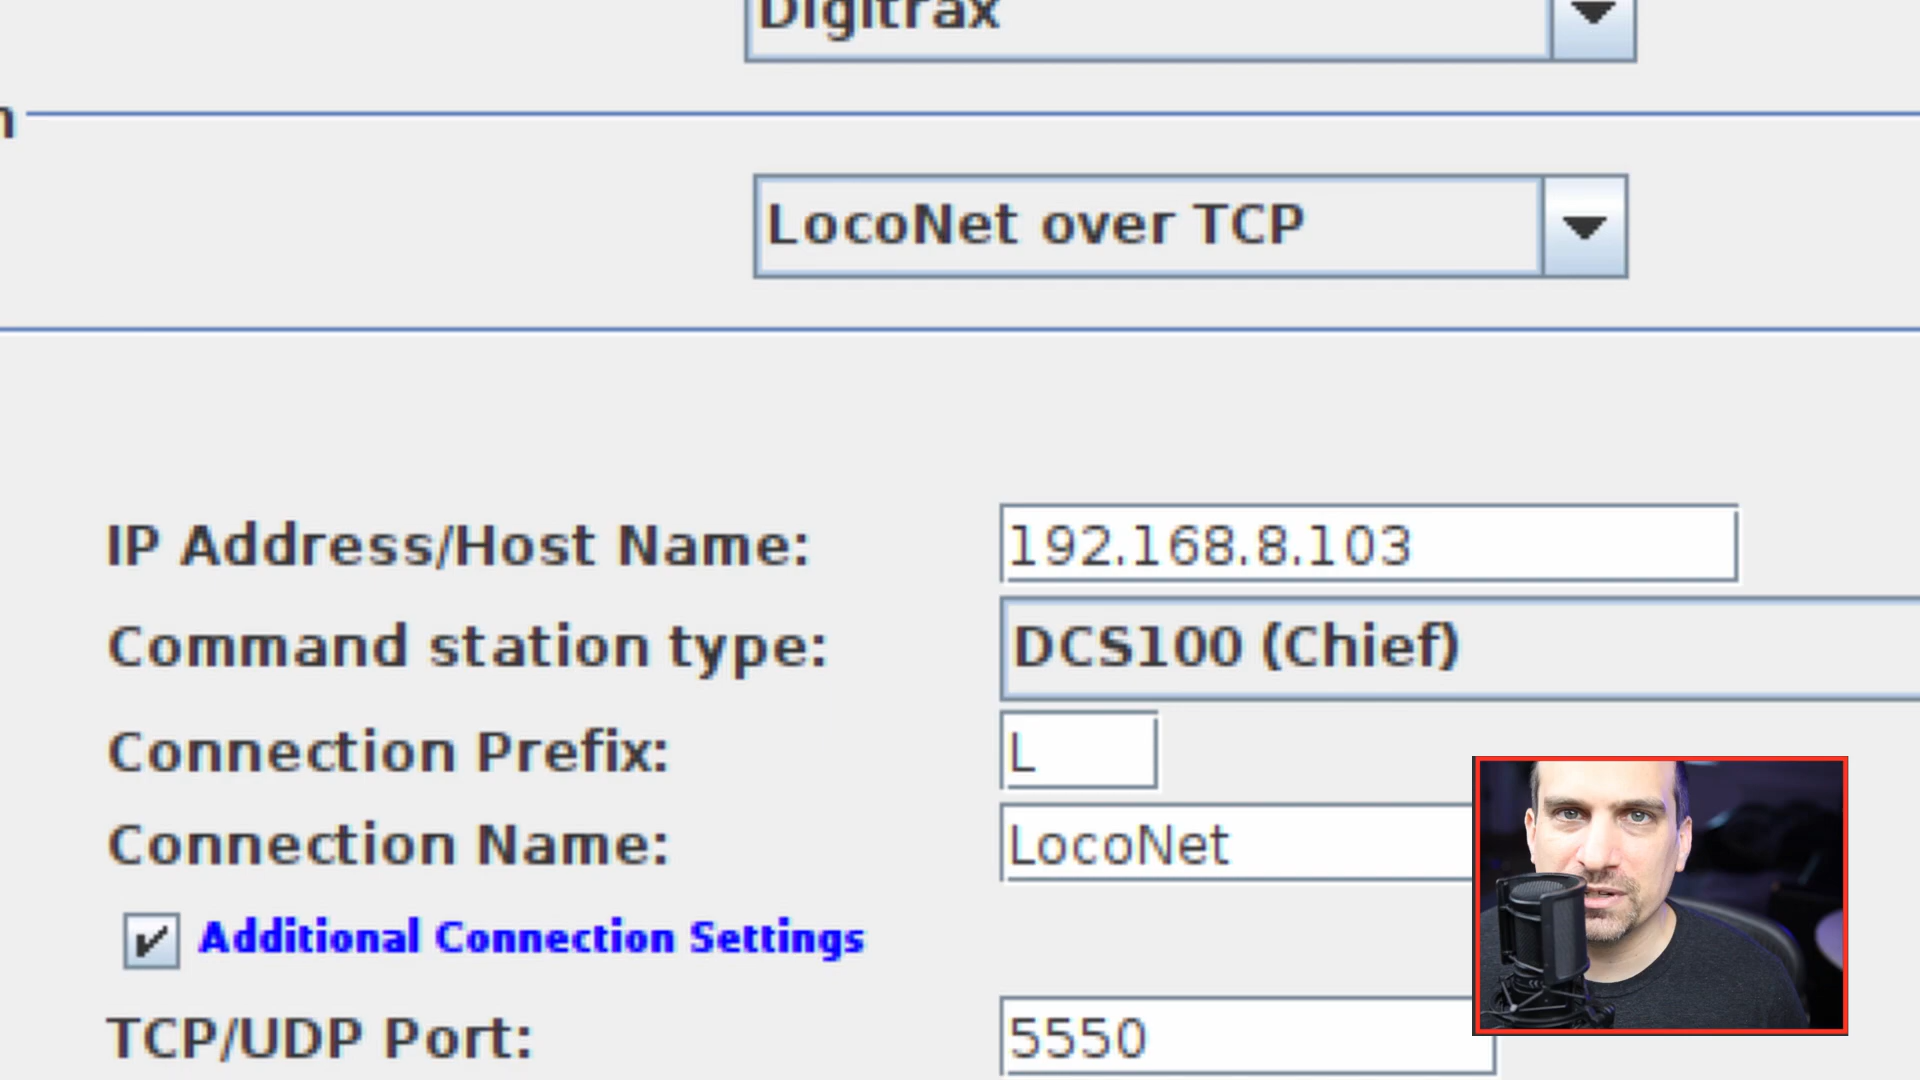 Digitrax
n
LocoNet over TCP
IP Address/Host Name: 192.168.8.103
Command station type: DCS100 (Chief)
Connection Prefix: L
Connection Name: LocoNet
Additional Connection Settings
TCP/UDP Port: 5550